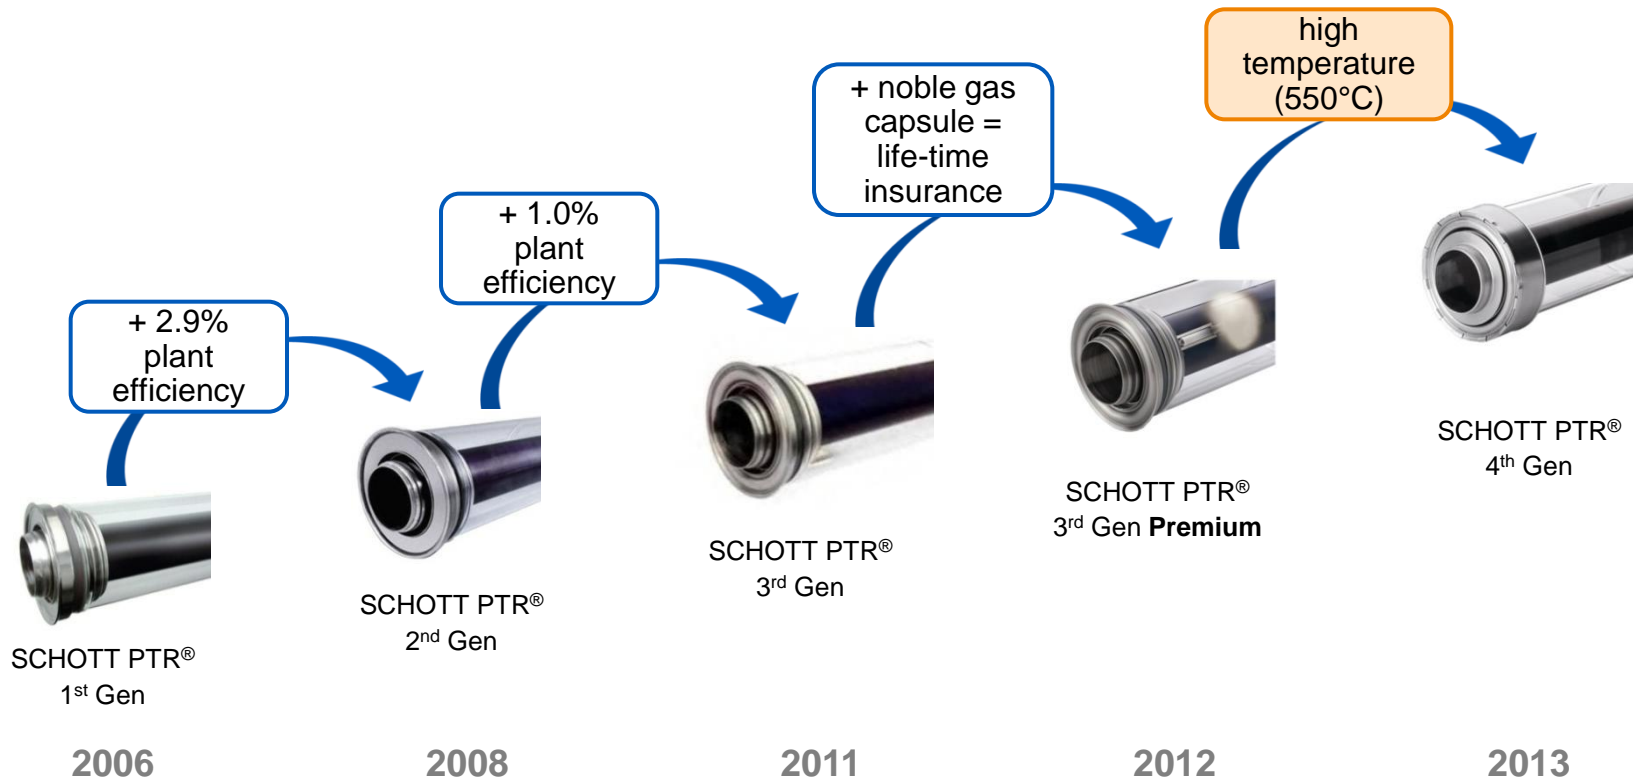 + 2.9%
plant
efficiency
+ 1.0%
plant
efficiency
+ noble gas
capsule =
life-time
insurance
high
temperature
(550°C)
SCHOTT PTR®
1st Gen
SCHOTT PTR®
2nd Gen
SCHOTT PTR®
3rd Gen
SCHOTT PTR®
3rd Gen Premium
SCHOTT PTR®
4th Gen
2006
2008
2011
2012
2013